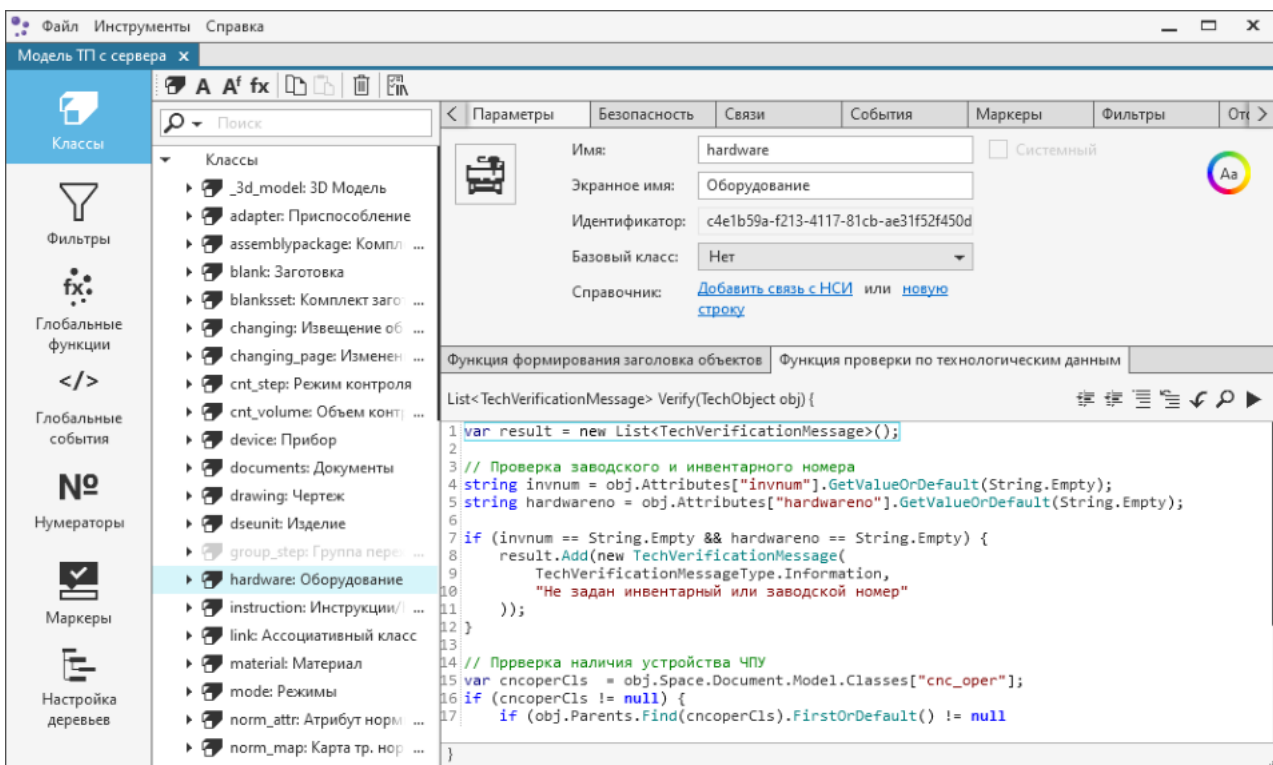 Файл Инструменты Справка
Модель ТП с сервера x
A Af fx
Классы
Фильтры
fx
Глобальные
функции
</>
Глобальные
события
№
Нумераторы
Маркеры
Настройка
деревьев
Поиск
Классы
_3d_model: 3D Модель
adapter: Приспособление
assemblypackage: Компл ...
blank: Заготовка
blanksset: Комплект заго ...
changing: Извещение об ...
changing_page: Изменен ...
cnt_step: Режим контроля
cnt_volume: Объем конт ...
device: Прибор
documents: Документы
drawing: Чертеж
dseunit: Изделие
group_step: Группа пере ...
hardware: Оборудование
instruction: Инструкции/ ...
link: Ассоциативный класс
material: Материал
mode: Режимы
norm_attr: Атрибут норм ...
norm_map: Карта тр. нор ...
Параметры Безопасность Связи События Маркеры Фильтры
Имя: hardware Системный
Aa
Экранное имя: Оборудование
Идентификатор: c4e1b59a-f213-4117-81cb-ae31f52f450d
Базовый класс: Нет
Справочник: Добавить связь с НСИ или новую
строку
Функция формирования заголовка объектов Функция проверки по технологическим данным
List<TechVerificationMessage> Verify(TechObject obj) {
1 var result = new List<TechVerificationMessage>();
2
3 // Проверка заводского и инвентарного номера
4 string invnum = obj.Attributes["invnum"].GetValueOrDefault(String.Empty);
5 string hardwareno = obj.Attributes["hardwareno"].GetValueOrDefault(String.Empty);
6
7 if (invnum == String.Empty && hardwareno == String.Empty) {
8 result.Add(new TechVerificationMessage(
9 TechVerificationMessageType.Information,
10 "Не задан инвентарный или заводской номер"
11 ));
12 }
13
14 // Прроверка наличия устройства ЧПУ
15 var cncoperCls = obj.Space.Document.Model.Classes["cnc_oper"];
16 if (cncoperCls != null) {
17 if (obj.Parents.Find(cncoperCls).FirstOrDefault() != null
}